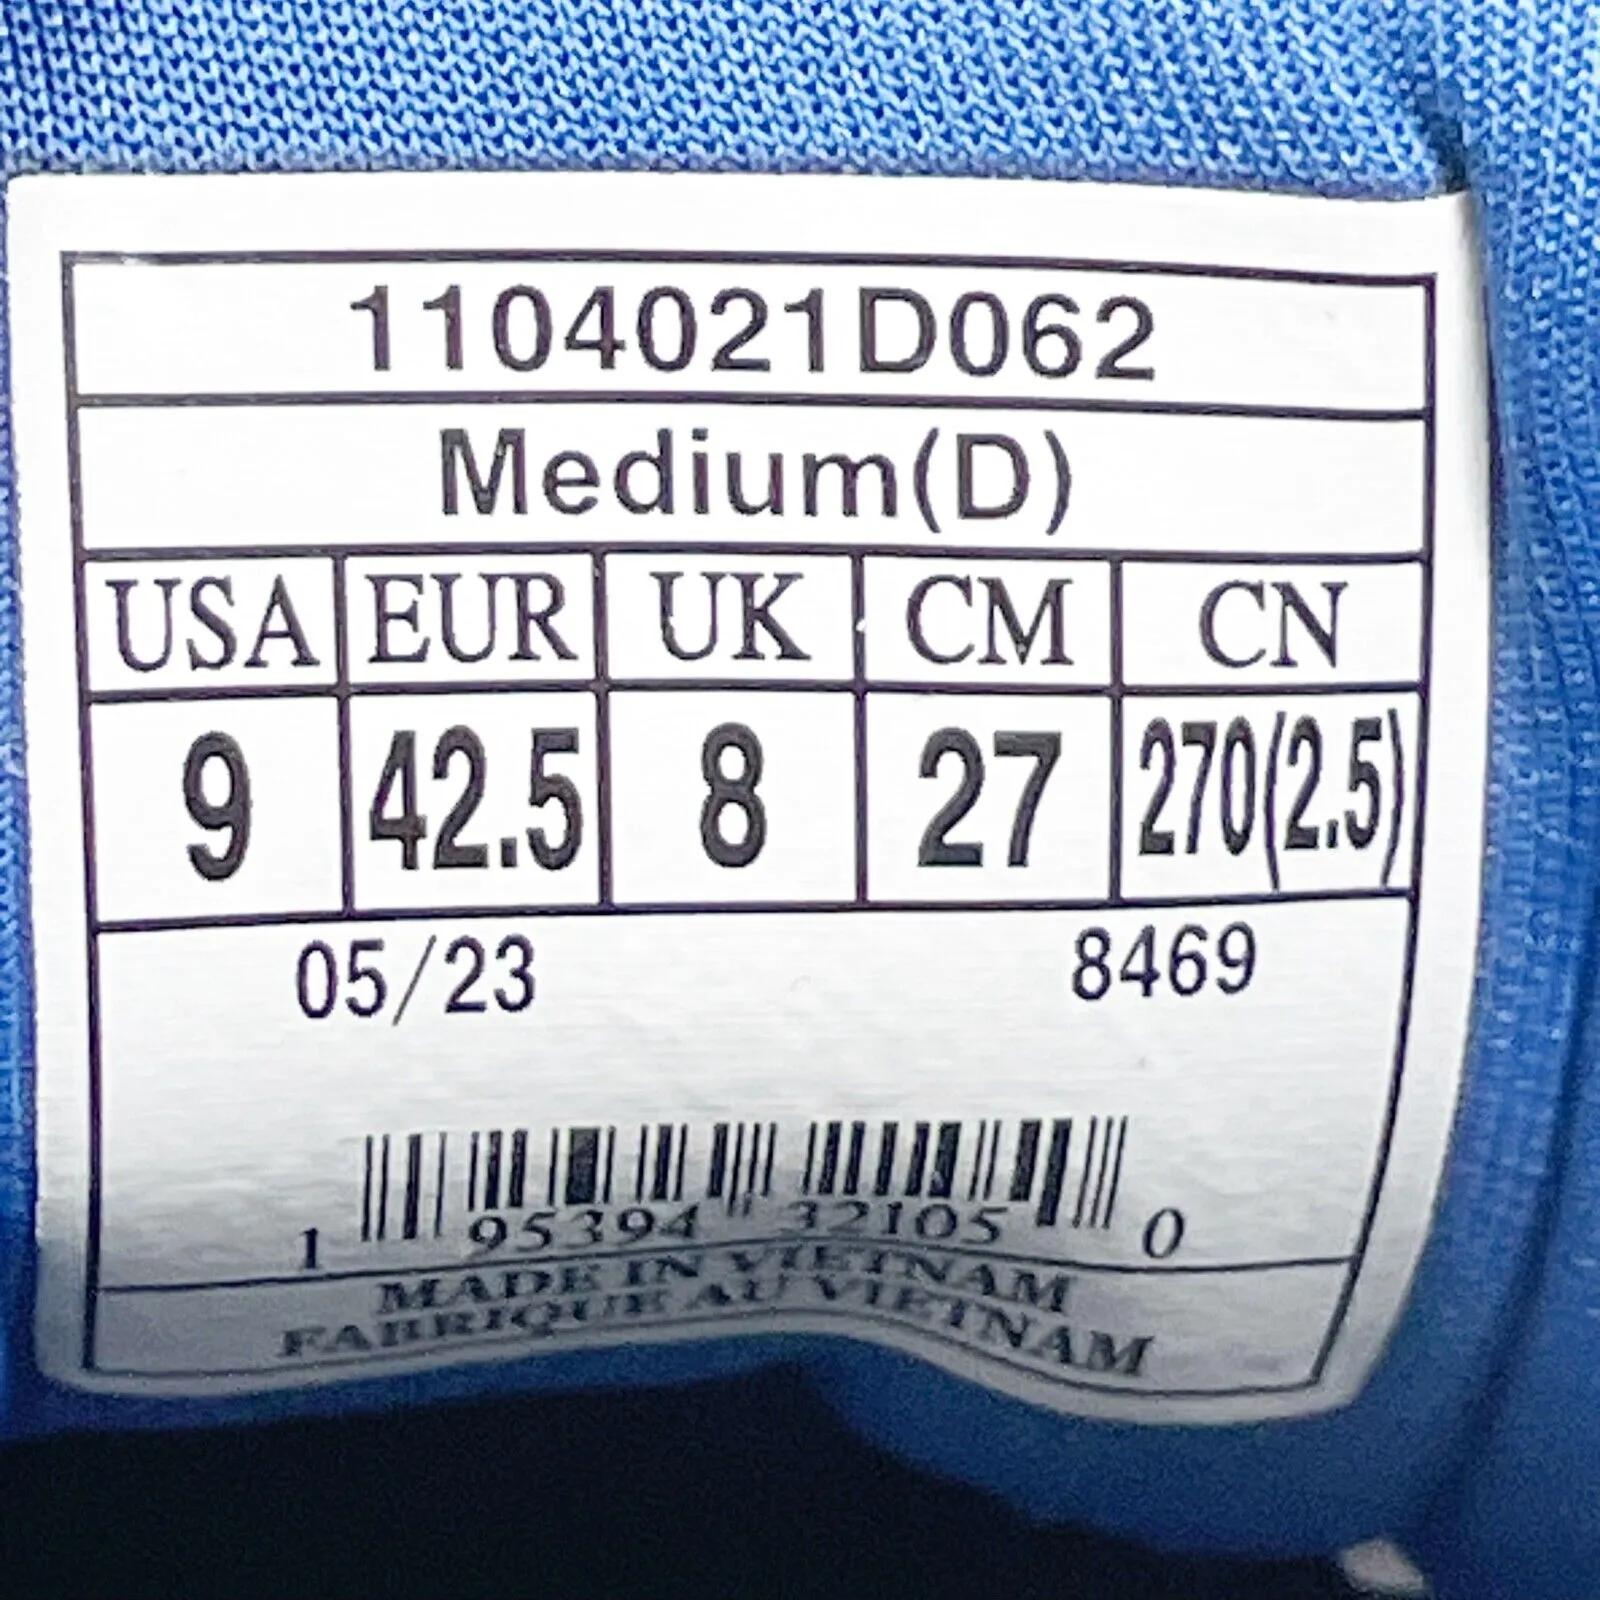 1104021D062
Medium(D)
USA EUR UK CM CN
9 42.5 8 27 270(2.5)
05/23 8469
1 95394 32105 0
MADE IN VIETNAM
FABRIQUE AU VIETNAM